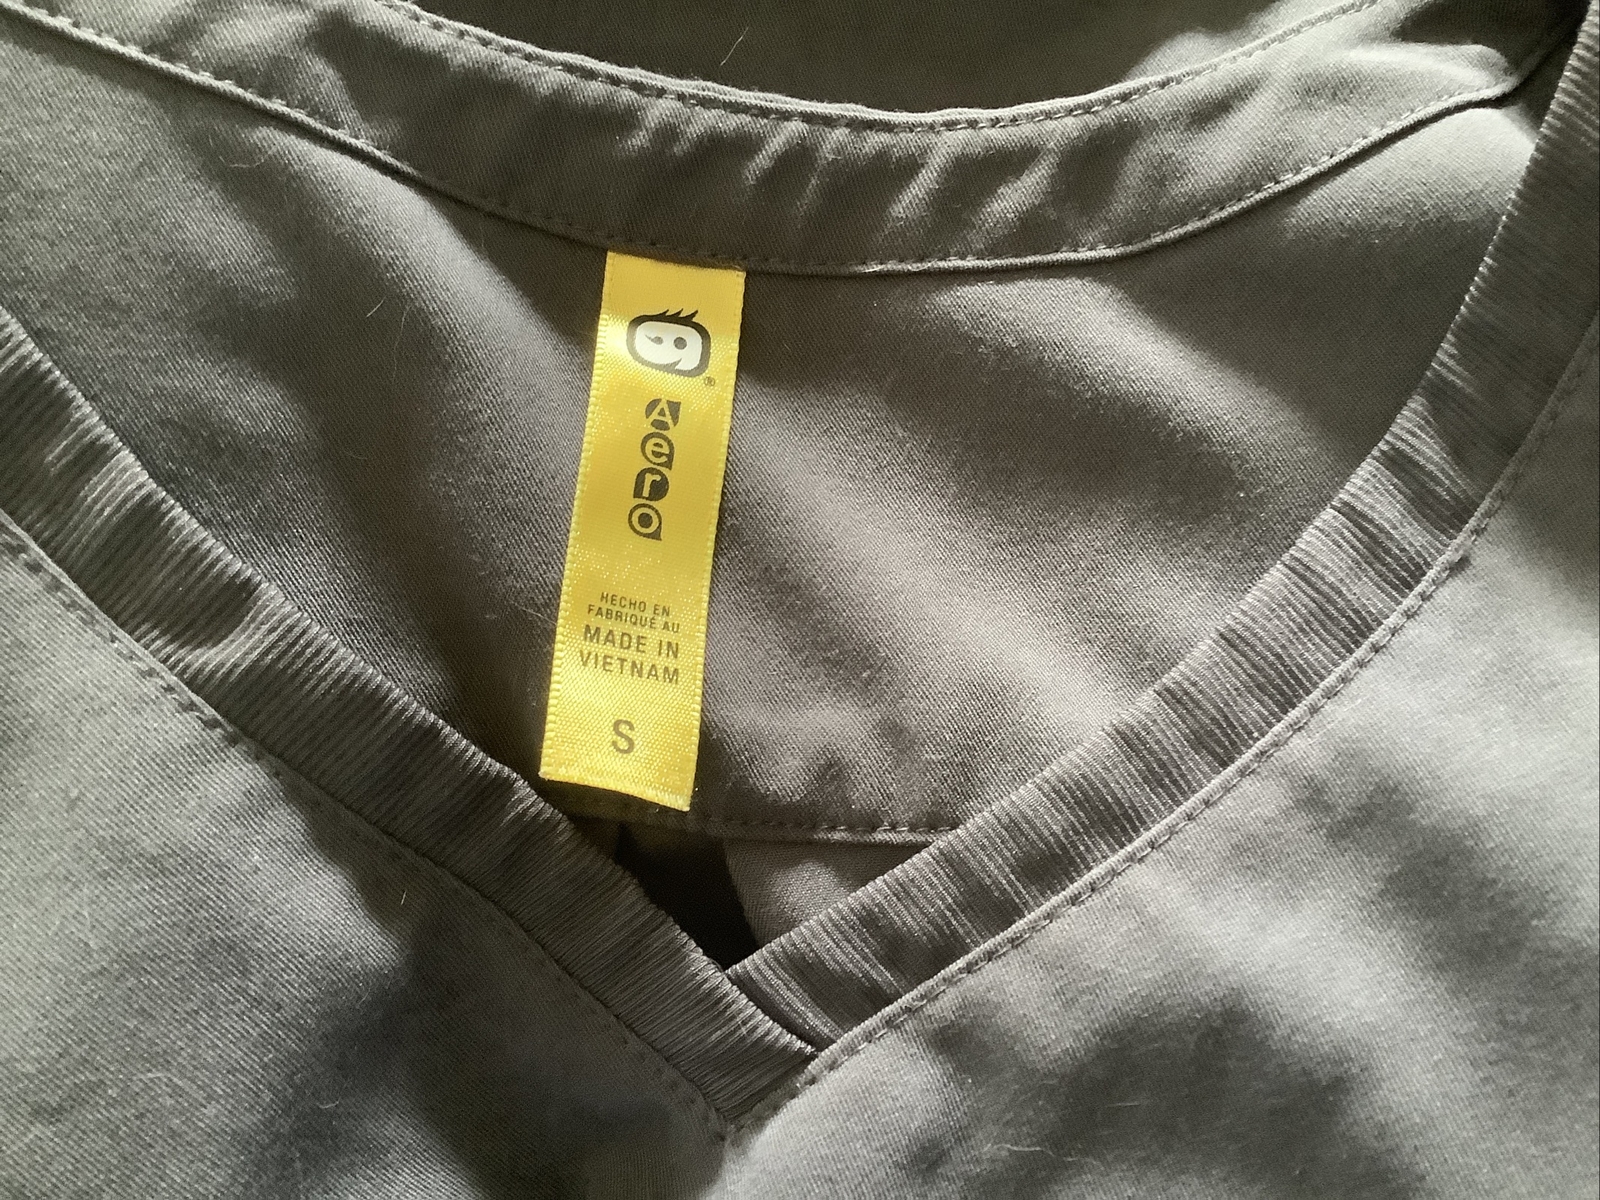 ®
Aero
HECHO EN
FABRIQUÉ AU
MADE IN
VIETNAM
S